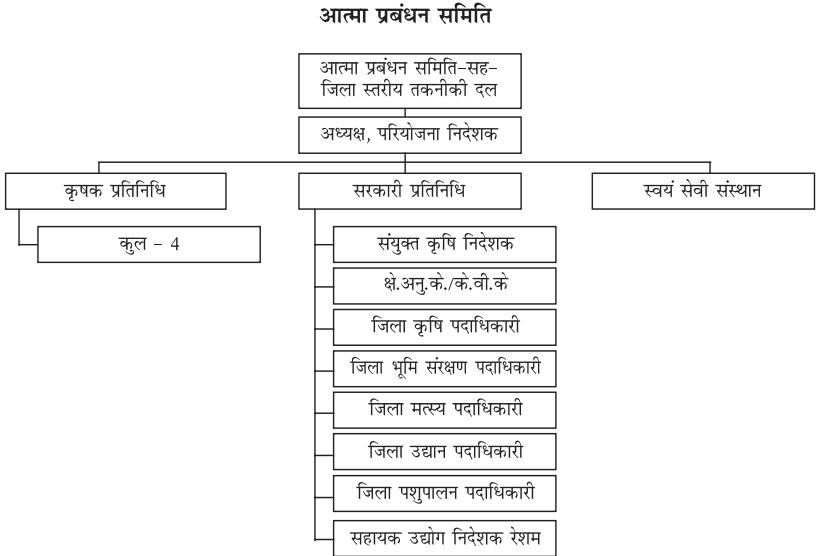 आत्मा प्रबंधन समिति
आत्मा प्रबंधन समिति-सह-
जिला स्तरीय तकनीकी दल
अध्यक्ष, परियोजना निदेशक
कृषक प्रतिनिधि
कुल - 4
सरकारी प्रतिनिधि
संयुक्त कृषि निदेशक
क्षे.अनु.के./के.वी.के
जिला कृषि पदाधिकारी
जिला भूमि संरक्षण पदाधिकारी
जिला मत्स्य पदाधिकारी
जिला उद्यान पदाधिकारी
जिला पशुपालन पदाधिकारी
सहायक उद्योग निदेशक रेशम
स्वयं सेवी संस्थान